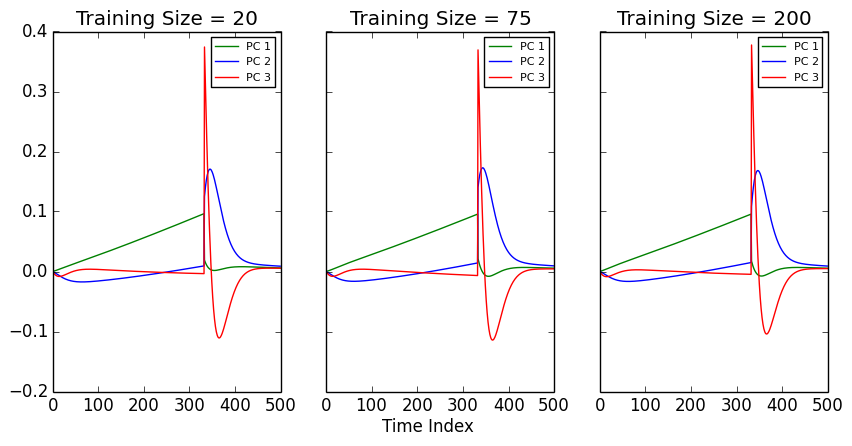 Training Size = 20
Training Size = 75
Training Size = 200
PC 1
PC 2
PC 3
PC 1
PC 2
PC 3
PC 1
PC 2
PC 3
0.4
0.3
0.2
0.1
0.0
−0.1
−0.2
0 100 200 300 400 500
0 100 200 300 400 500
0 100 200 300 400 500
Time Index